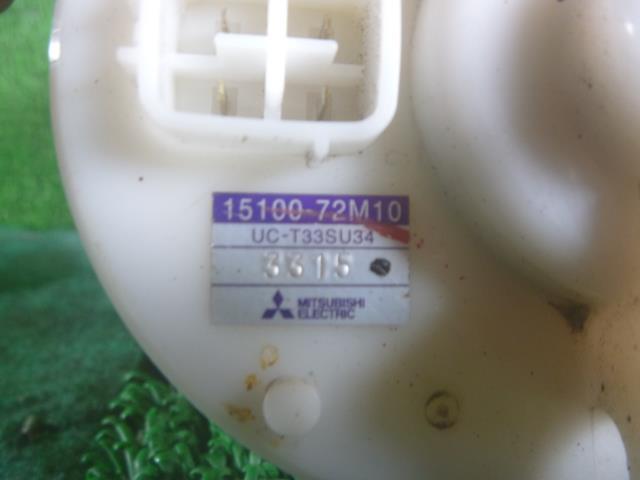 15100-72M10
UC-T33SU34
3315
MITSUBISHI
ELECTRIC